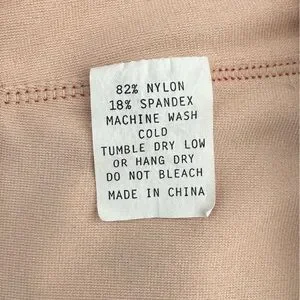 82% NYLON
18% SPANDEX
MACHINE WASH
COLD
TUMBLE DRY LOW
OR HANG DRY
DO NOT BLEACH
MADE IN CHINA